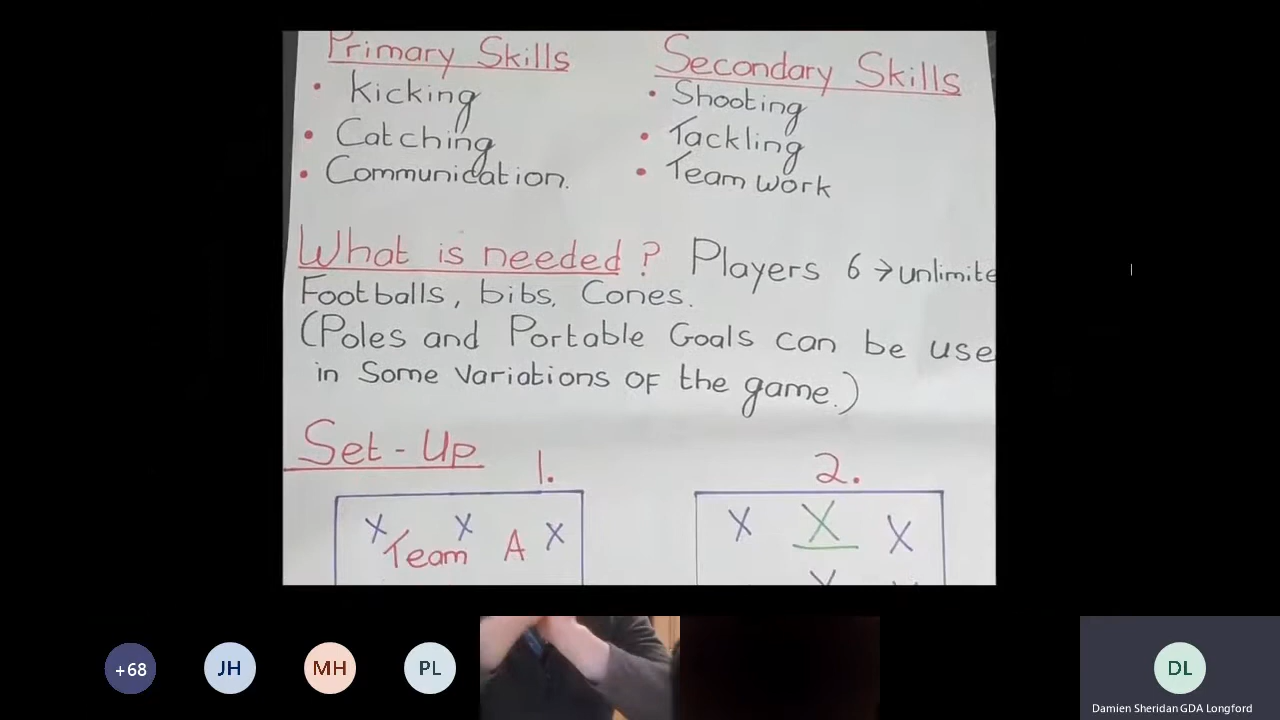 Primary Skills
Secondary Skills
• Kicking
• Catching
• Communication.
• Shooting
• Tackling
• Team work
What is needed? Players 6 → unlimite
Footballs, bibs, Cones.
(Poles and Portable Goals can be use
in Some Variations of the game.)
Set-Up
1.
2.
X X X
Team A
X X X
+68
JH
MH
PL
DL
Damien Sheridan GDA Longford